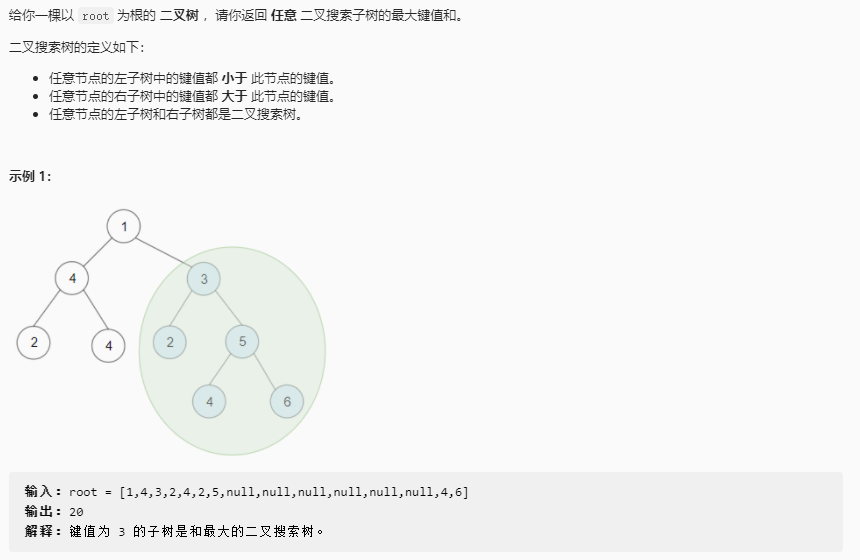 给你一棵以 root 为根的 二叉树 ，请你返回 任意 二叉搜索子树的最大键值和。
二叉搜索树的定义如下：
任意节点的左子树中的键值都 小于 此节点的键值。
任意节点的右子树中的键值都 大于 此节点的键值。
任意节点的左子树和右子树都是二叉搜索树。
示例 1：
1
4 3
2 4 2 5
4 6
输入：root = [1,4,3,2,4,2,5,null,null,null,null,null,null,4,6]
输出：20
解释：键值为 3 的子树是和最大的二叉搜索树。